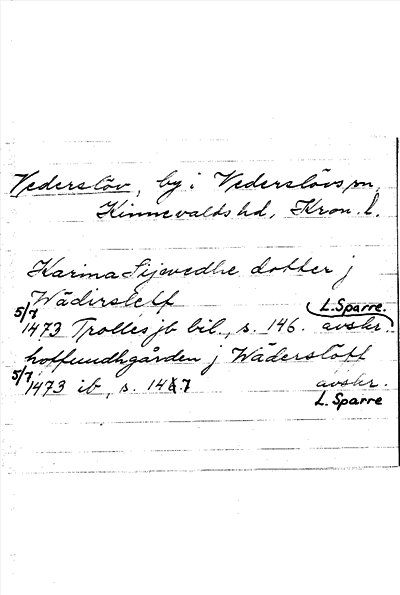 Vederslöv, by i Vederslövs sn,
Kinnevalds hd, Kron. l.
Karina Sijwedhe dotter j
Wädirsleff
5/7 1473 Trolles jb bil., s. 146. avskr. L. Sparre.
hoffuudhgården j Wäderslöff
5/7 1473 ib, s. 147 avskr.
L. Sparre